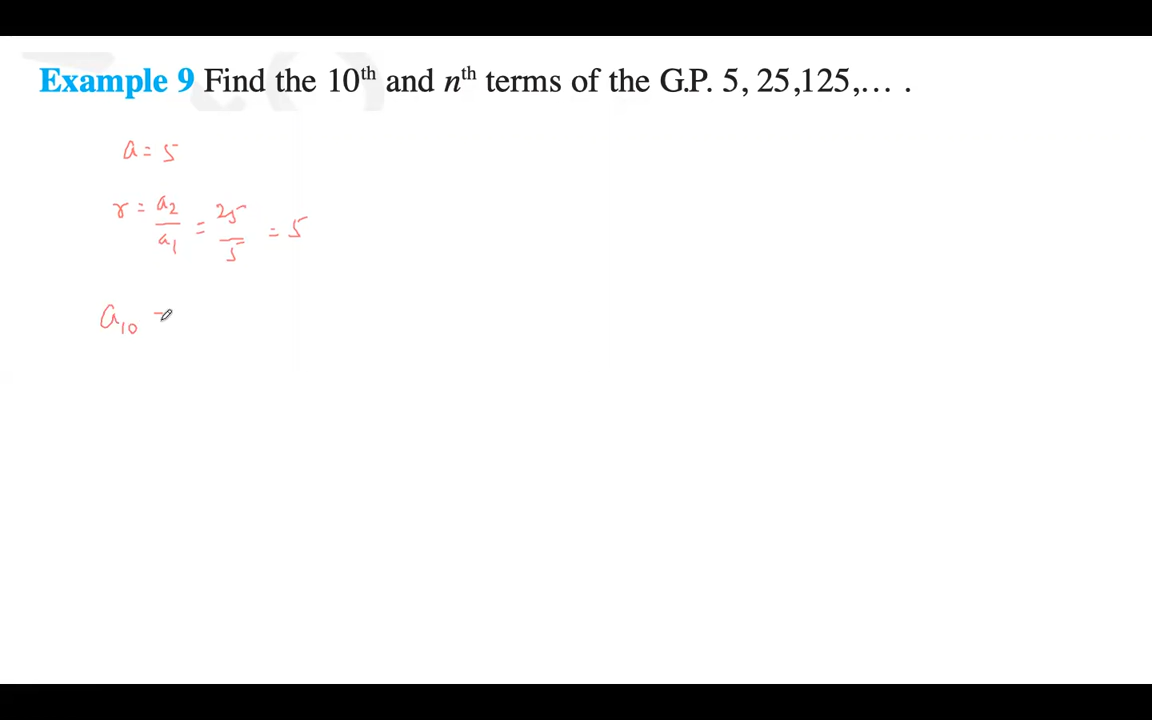 Example 9 Find the 10th and nth terms of the G.P. 5, 25,125,... .
a = 5
r = a2/a1 = 25/5 = 5
a10 =